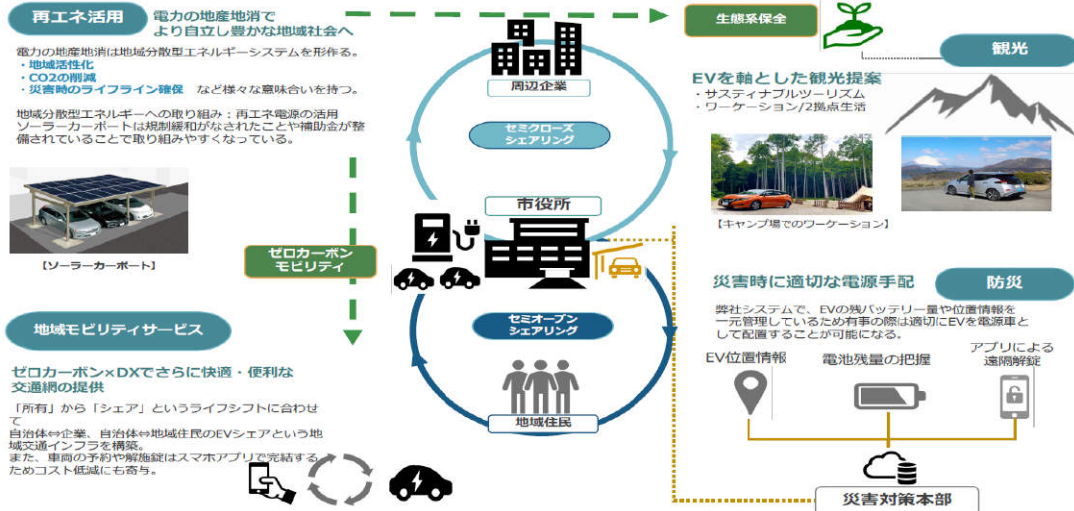 再エネ活用
電力の地産地消で
より自立し豊かな地域社会へ
電力の地産地消は地域分散型エネルギーシステムを形作る。
・地域活性化
・CO2の削減
・災害時のライフライン確保 など様々な意味合いを持つ。
地域分散型エネルギーへの取り組み:再エネ電源の活用
ソーラーカーポートは規制緩和がなされたことや補助金が整
備されていることで取り組みやすくなっている。
【ソーラーカーポート】
ゼロカーボン
モビリティ
地域モビリティサービス
ゼロカーボン×DXでさらに快適・便利な
交通網の提供
「所有」から「シェア」というライフシフトに合わせ
て
自治体⇔企業、自治体⇔地域住民のEVシェアという地
域交通インフラを構築。
また、車両の予約や解施錠はスマホアプリで完結する
ためコスト低減にも寄与。
周辺企業
セミクローズ
シェアリング
市役所
セミオープン
シェアリング
地域住民
生態系保全
観光
EVを軸とした観光提案
・サスティナブルツーリズム
・ワーケーション/2拠点生活
【キャンプ場でのワーケーション】
災害時に適切な電源手配
防災
弊社システムで、EVの残バッテリー量や位置情報を
一元管理しているため有事の際は適切にEVを電源車と
して配置することが可能になる。
EV位置情報
電池残量の把握
アプリによる
遠隔解錠
災害対策本部